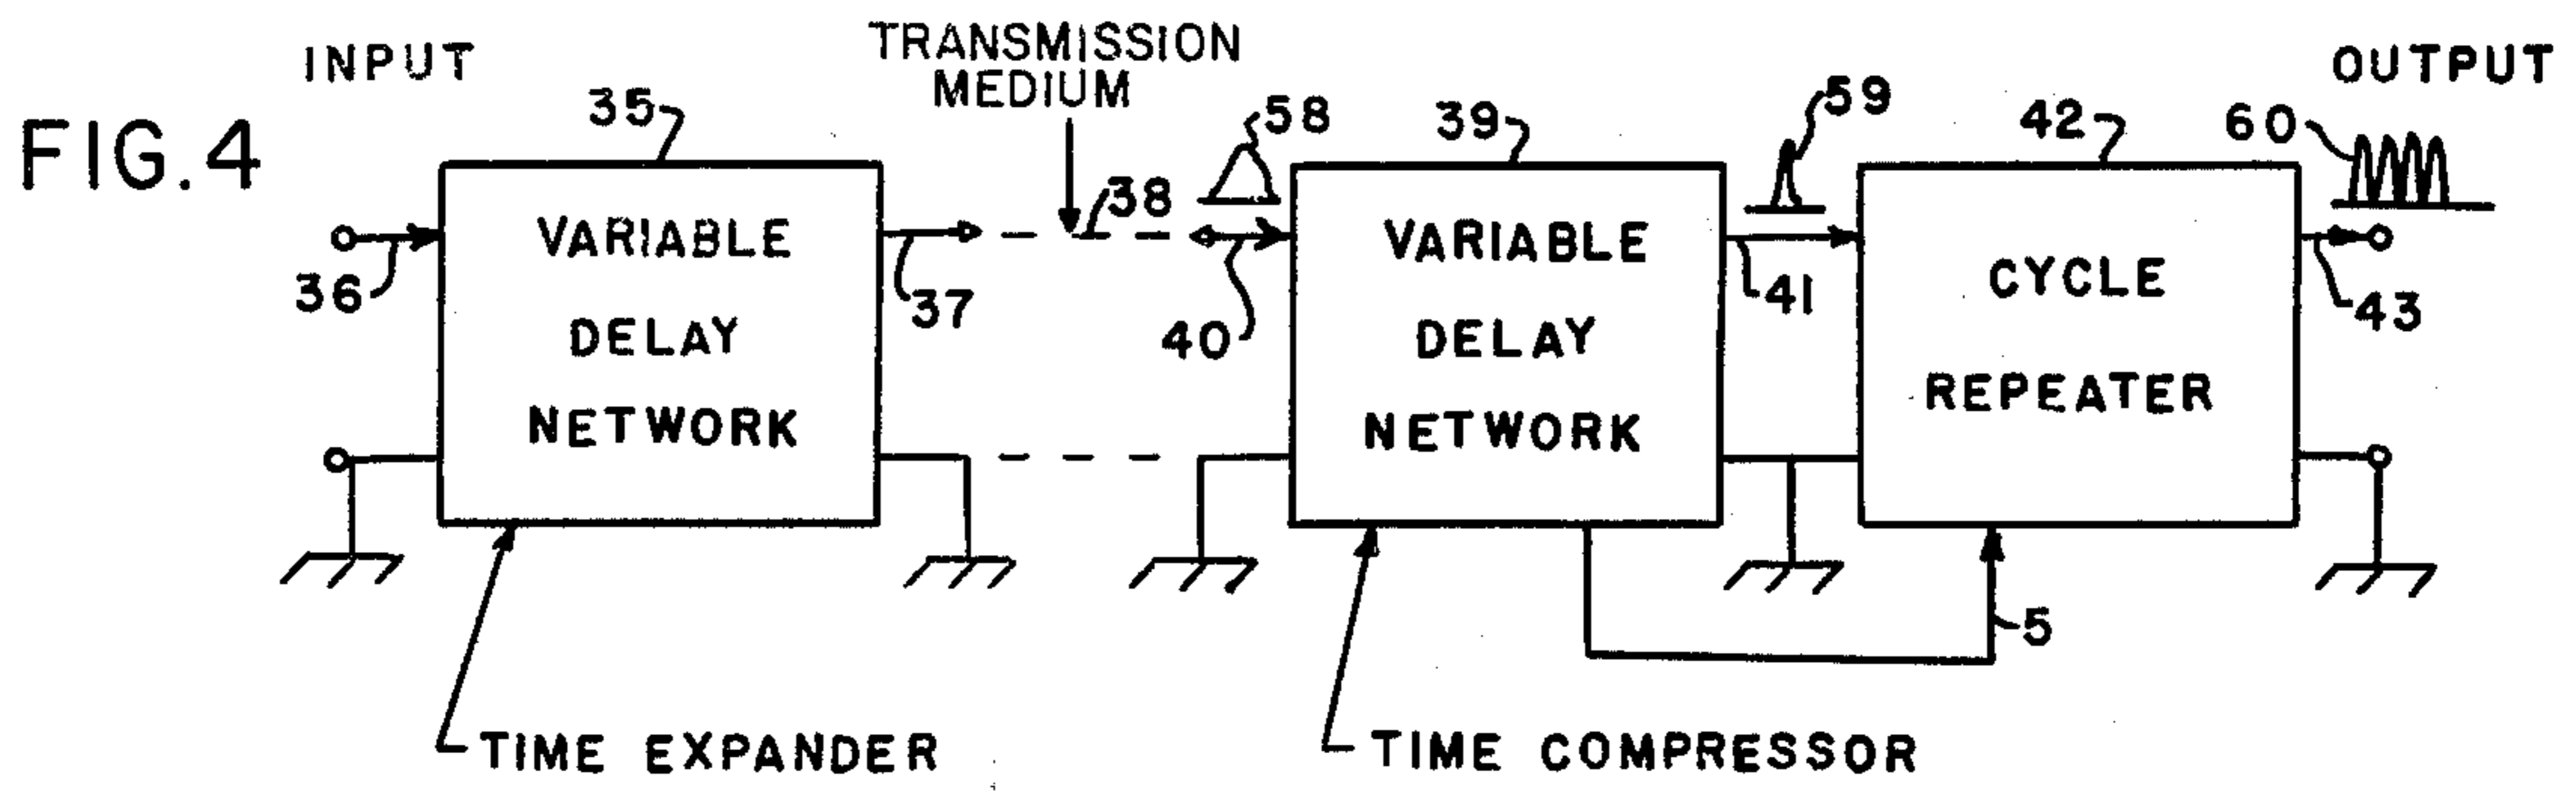 FIG.4
INPUT
TRANSMISSION
MEDIUM
OUTPUT
35
58
39
59
42
60
36
VARIABLE
DELAY
NETWORK
37
38
40
VARIABLE
DELAY
NETWORK
41
CYCLE
REPEATER
43
5
TIME EXPANDER
TIME COMPRESSOR